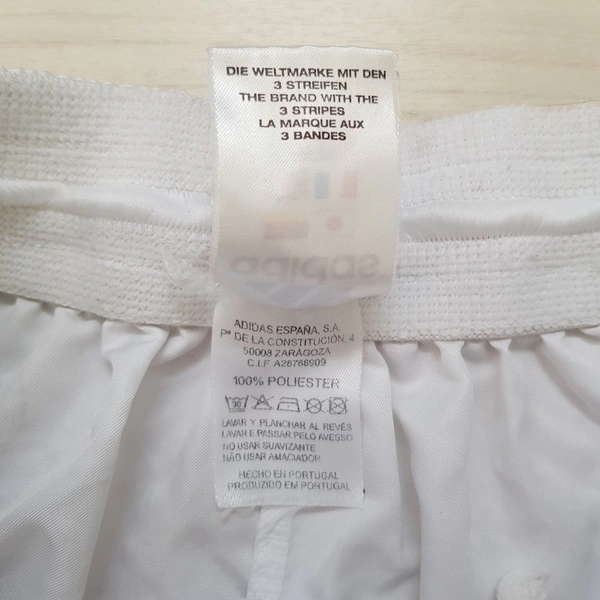 DIE WELTMARKE MIT DEN
3 STREIFEN
THE BRAND WITH THE
3 STRIPES
LA MARQUE AUX
3 BANDES
adidas
ADIDAS ESPAÑA, S.A.
Pº DE LA CONSTITUCIÓN, 4
50008 ZARAGOZA
C.I.F A28786909
100% POLIESTER
30
LAVAR Y PLANCHAR AL REVÉS
LAVAR E PASSAR PELO AVESSO
NO USAR SUAVIZANTE
NÃO USAR AMACIADOR
HECHO EN PORTUGAL
PRODUZIDO EM PORTUGAL